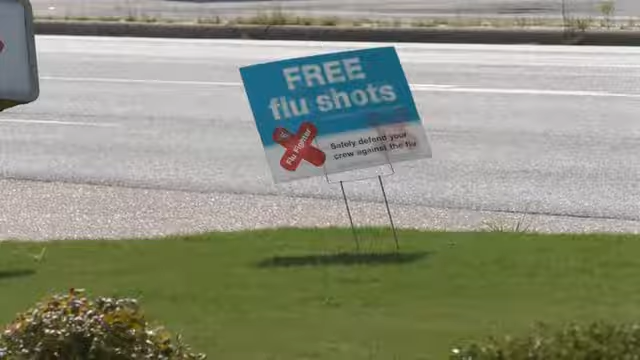 FREE
flu shots
Flu Fighter
Safely defend your
crew against the flu